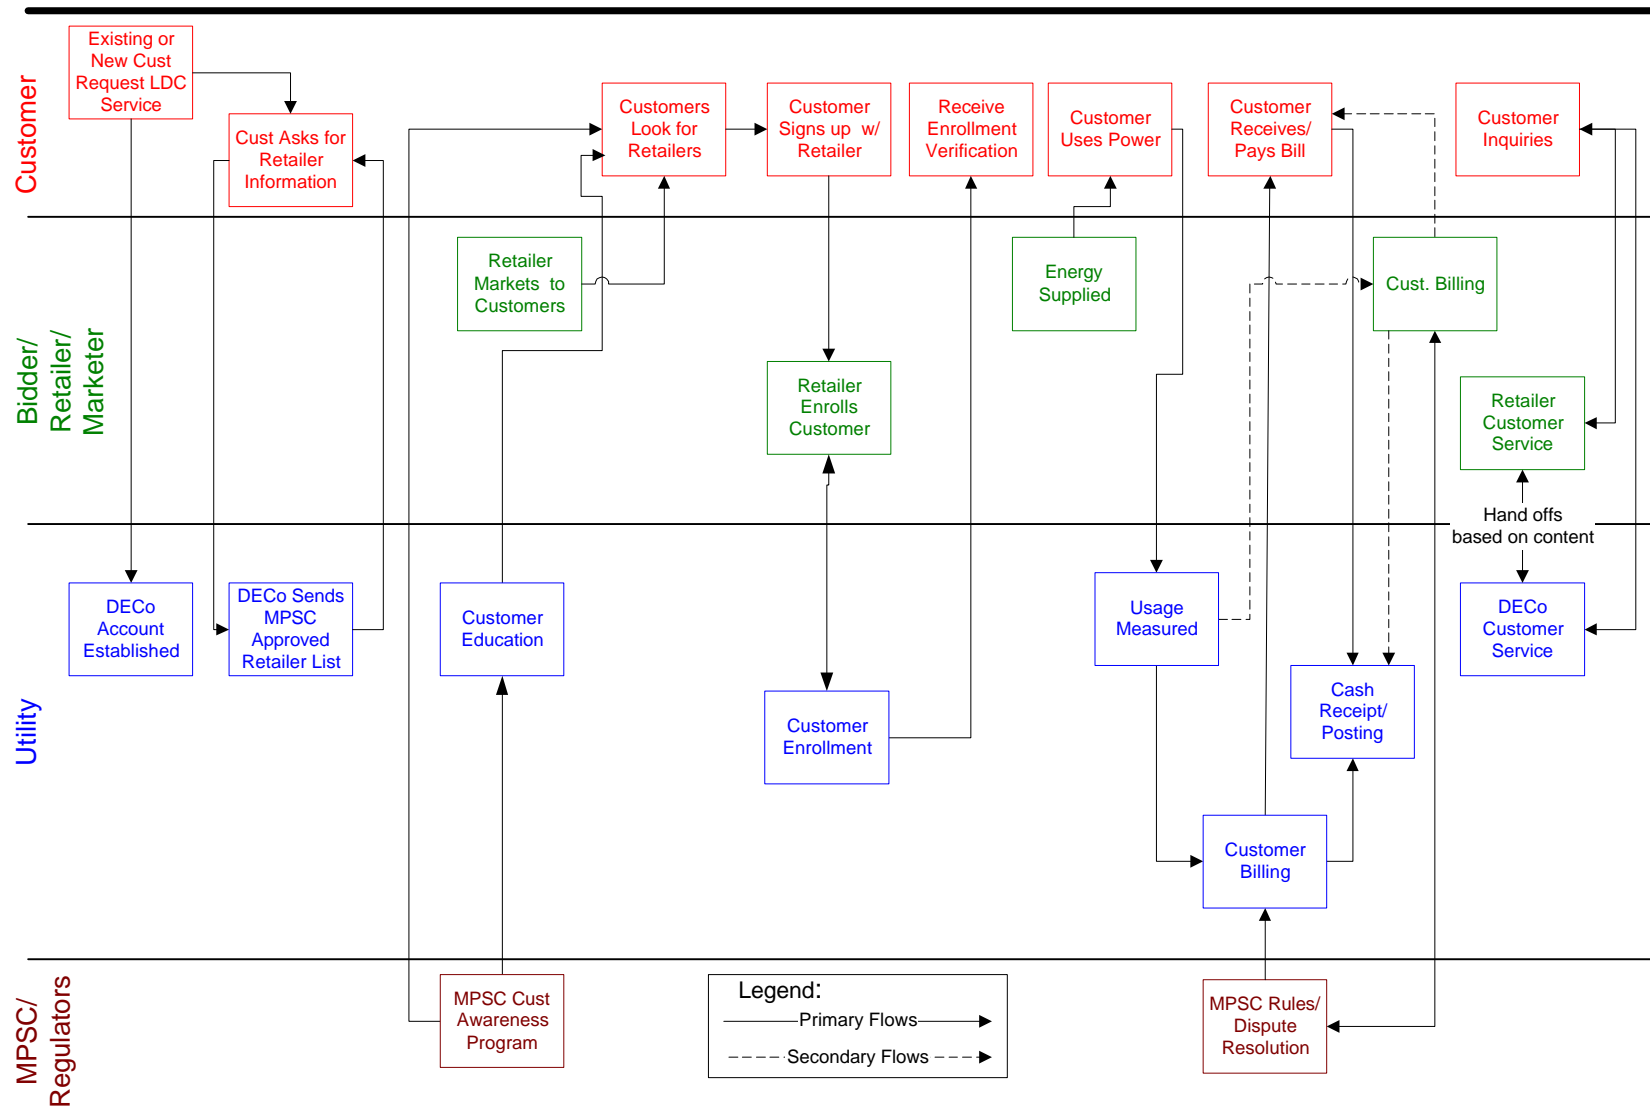 Customer
Existing or
New Cust
Request LDC
Service
Cust Asks for
Retailer
Information
Customers
Look for
Retailers
Customer
Signs up w/
Retailer
Receive
Enrollment
Verification
Customer
Uses Power
Customer
Receives/
Pays Bill
Customer
Inquiries
Bidder/
Retailer/
Marketer
Retailer
Markets to
Customers
Retailer
Enrolls
Customer
Energy
Supplied
Cust. Billing
Retailer
Customer
Service
Hand offs
based on content
Utility
DECo
Account
Established
DECo Sends
MPSC
Approved
Retailer List
Customer
Education
Customer
Enrollment
Usage
Measured
Customer
Billing
Cash
Receipt/
Posting
DECo
Customer
Service
MPSC/
Regulators
MPSC Cust
Awareness
Program
Legend:
Primary Flows
Secondary Flows
MPSC Rules/
Dispute
Resolution